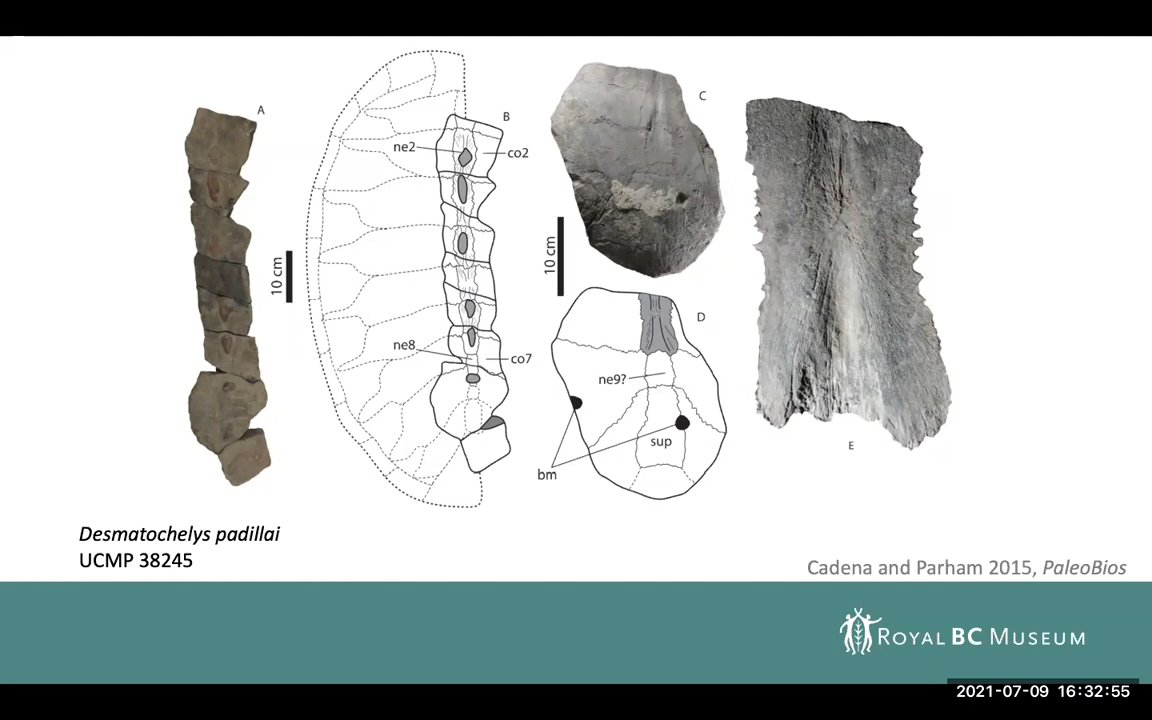 A
B
C
ne2
co2
10 cm
10 cm
D
ne8
co7
ne9?
sup
bm
E
Desmatochelys padillai
UCMP 38245
Cadena and Parham 2015, PaleoBios
ROYAL BC MUSEUM
2021-07-09 16:32:55